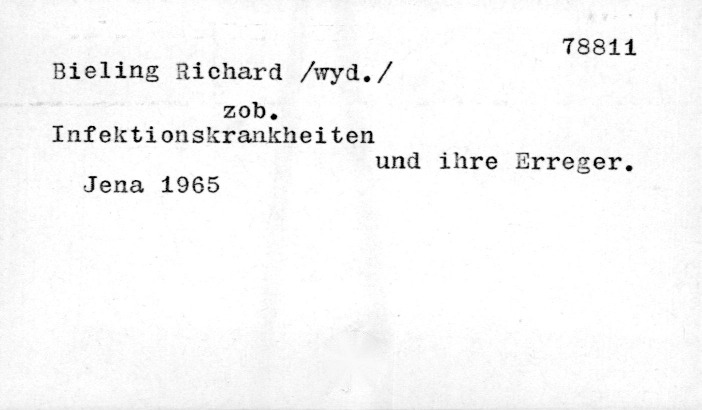 78811
Bieling Richard /wyd./
zob.
Infektionskrankheiten
und ihre Erreger.
Jena 1965